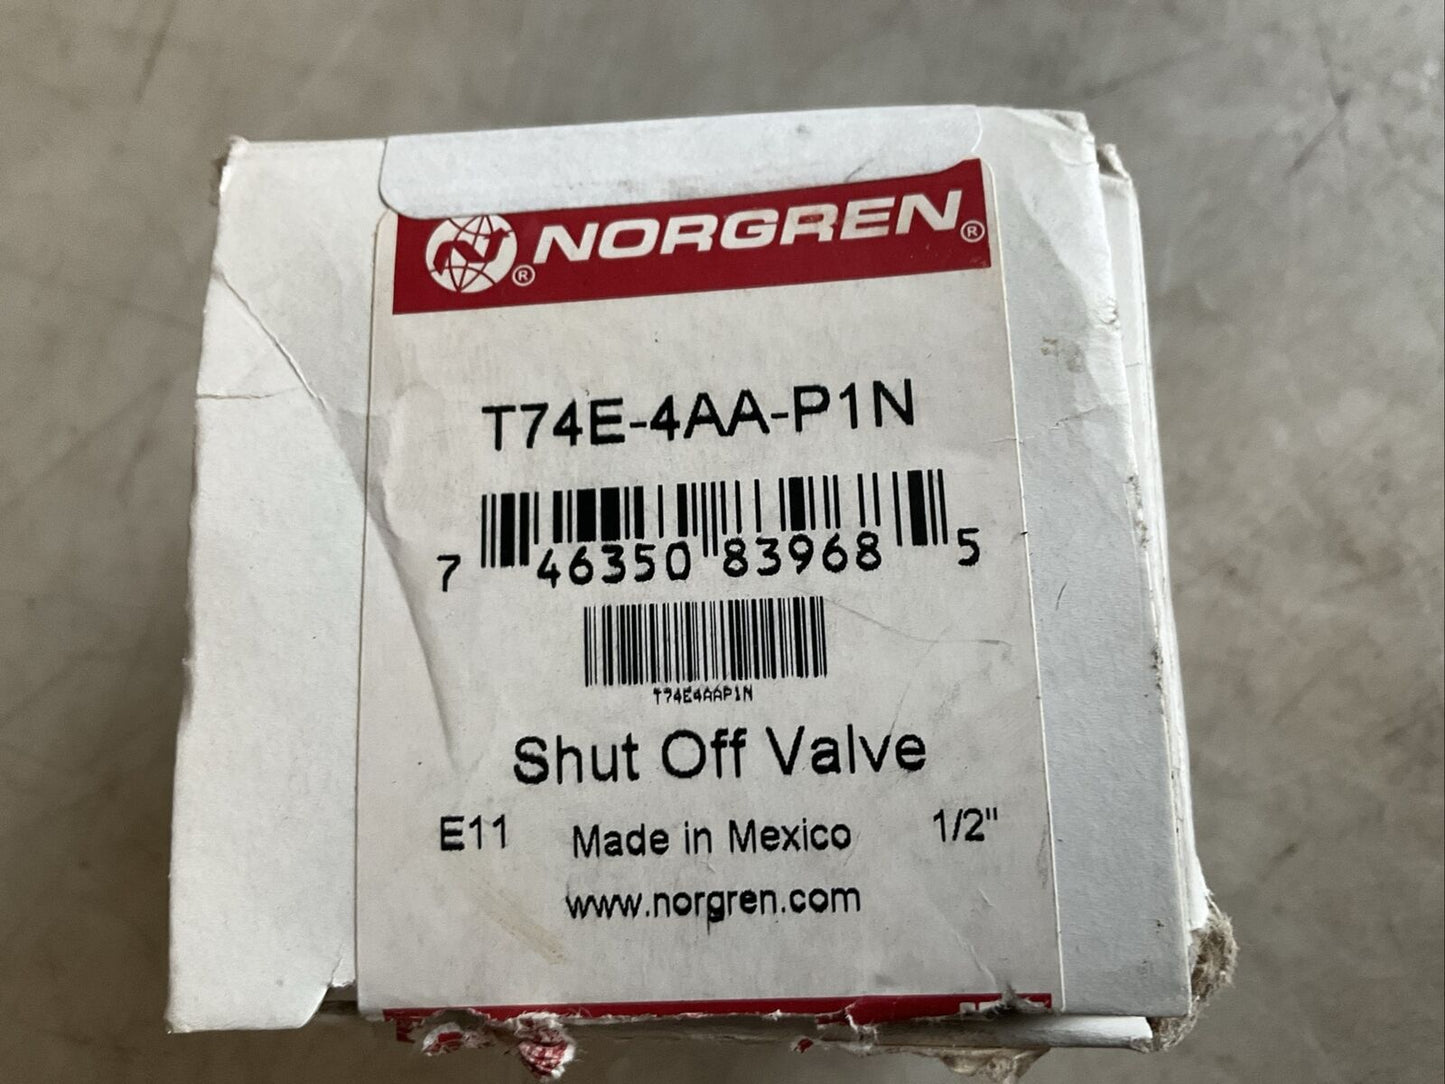 NORGREN®
®
T74E-4AA-P1N
7 46350 83968 5
T74E4AAP1N
Shut Off Valve
E11 Made in Mexico 1/2"
www.norgren.com